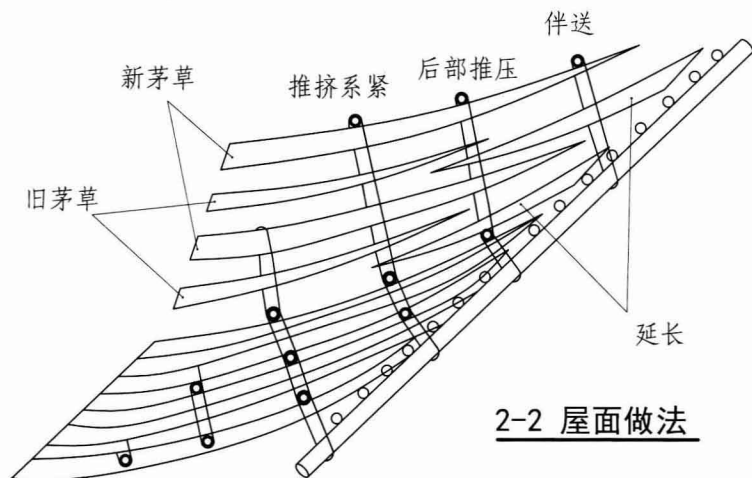 伴送
后部推压
推挤系紧
新茅草
旧茅草
延长
2-2 屋面做法